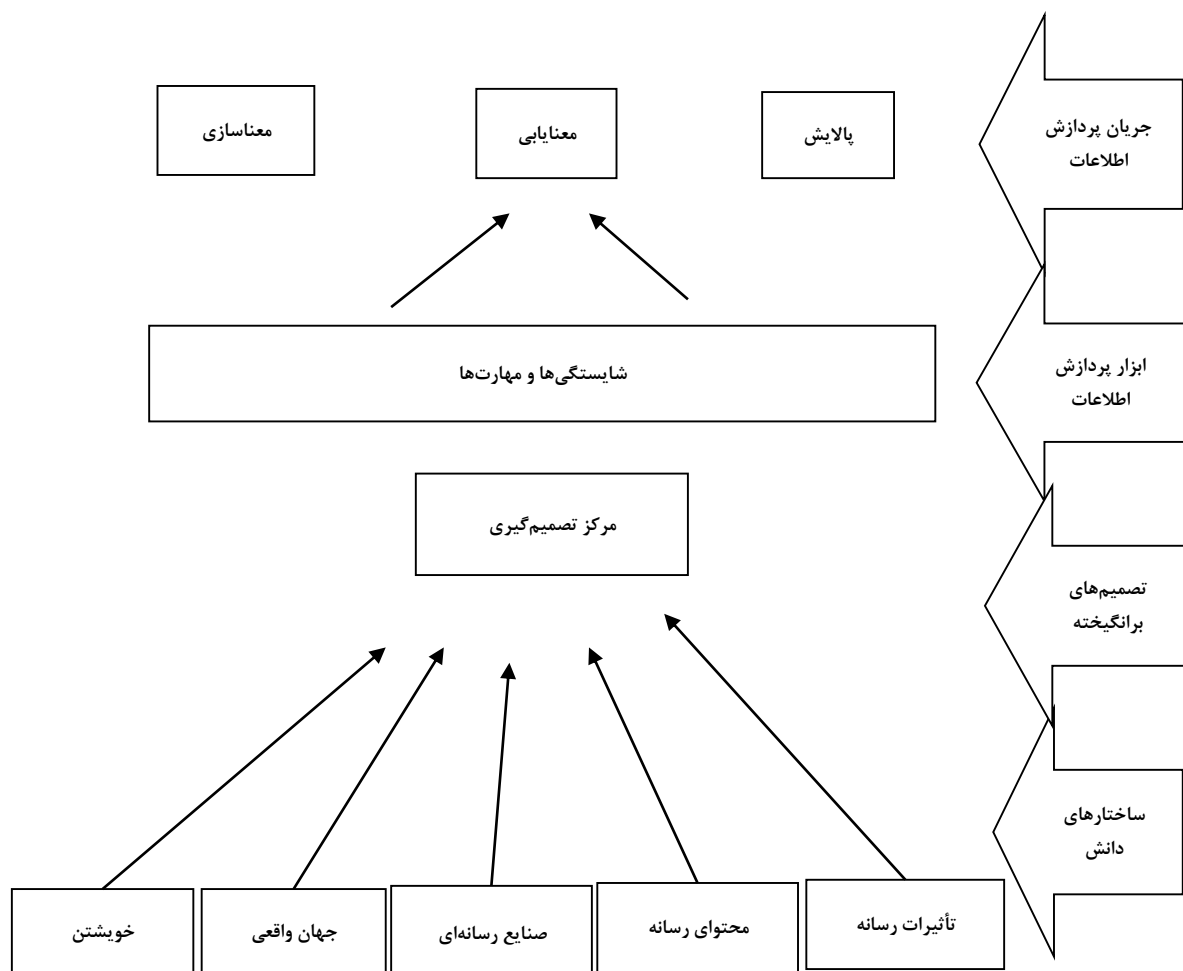 جریان پردازش
اطلاعات
پالایش
معنایابی
معناسازی
ابزار پردازش
اطلاعات
شایستگی‌ها و مهارت‌ها
مرکز تصمیم‌گیری
تصمیم‌های
برانگیخته
ساختارهای
دانش
تأثیرات رسانه
محتوای رسانه
صنایع رسانه‌ای
جهان واقعی
خویشتن